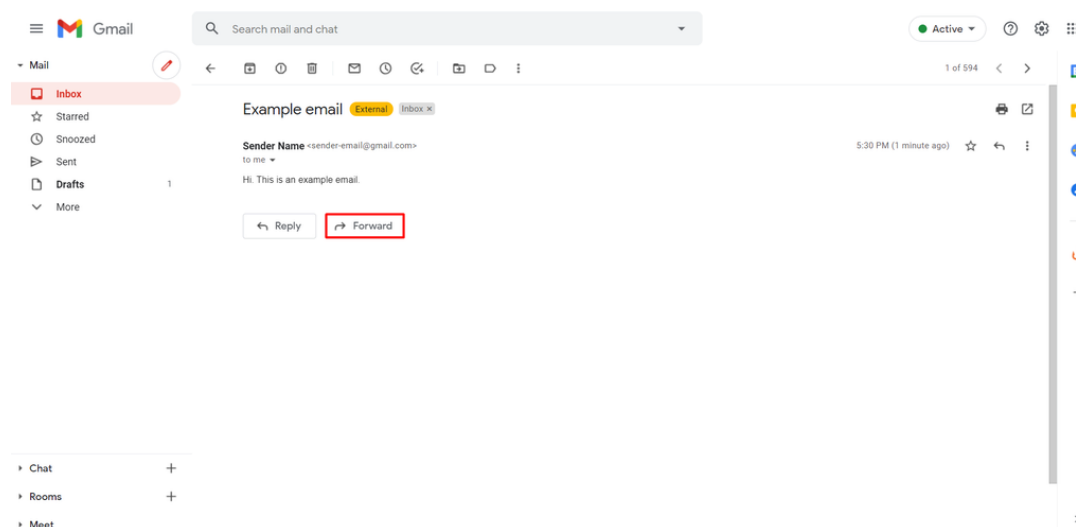 Gmail
Search mail and chat
Active
Mail
1 of 594
Inbox
Starred
Snoozed
Sent
Drafts 1
More
Example email External Inbox ×
Sender Name <sender-email@gmail.com> 5:30 PM (1 minute ago)
to me
Hi. This is an example email.
Reply Forward
Chat
Rooms
Meet